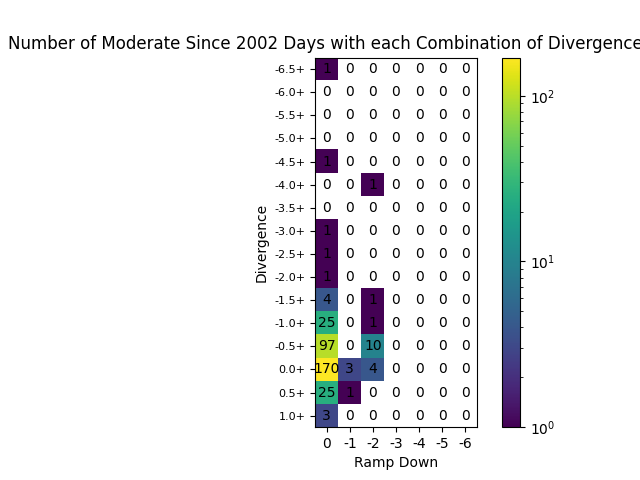 Number of Moderate Since 2002 Days with each Combination of Divergence
-6.5+ 1 0 0 0 0 0 0
-6.0+ 0 0 0 0 0 0 0
-5.5+ 0 0 0 0 0 0 0
-5.0+ 0 0 0 0 0 0 0
-4.5+ 1 0 0 0 0 0 0
-4.0+ 0 0 1 0 0 0 0
-3.5+ 0 0 0 0 0 0 0
-3.0+ 1 0 0 0 0 0 0
-2.5+ 1 0 0 0 0 0 0
-2.0+ 1 0 0 0 0 0 0
-1.5+ 4 0 1 0 0 0 0
-1.0+ 25 0 1 0 0 0 0
-0.5+ 97 0 10 0 0 0 0
0.0+ 170 3 4 0 0 0 0
0.5+ 25 1 0 0 0 0 0
1.0+ 3 0 0 0 0 0 0
0 -1 -2 -3 -4 -5 -6
Ramp Down
Divergence
10²
10¹
10⁰